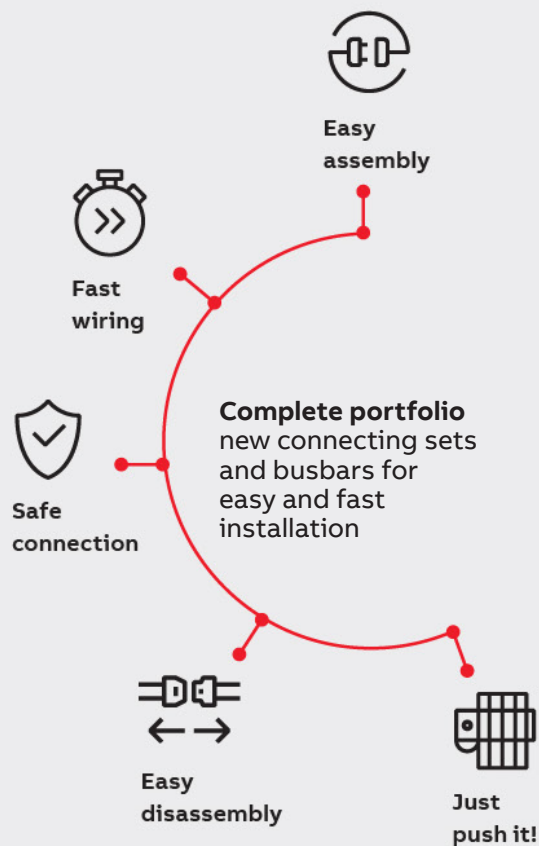 Easy
assembly
Fast
wiring
Complete portfolio
new connecting sets
and busbars for
easy and fast
installation
Safe
connection
Easy
disassembly
Just
push it!